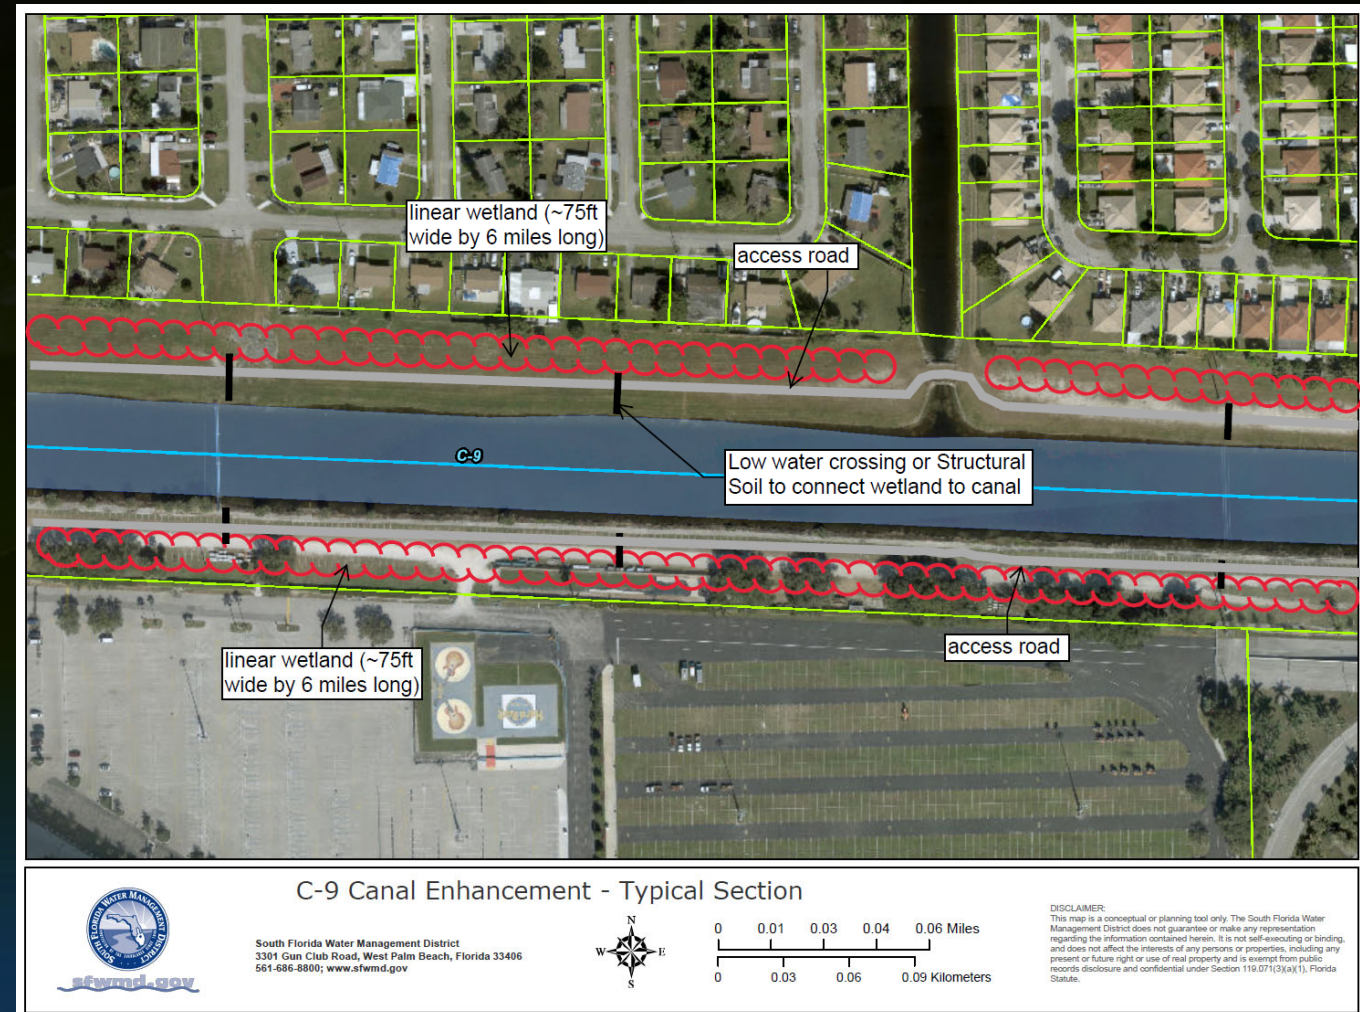 linear wetland (~75ft
wide by 6 miles long)
access road
C-9
Low water crossing or Structural
Soil to connect wetland to canal
linear wetland (~75ft
wide by 6 miles long)
access road
C-9 Canal Enhancement - Typical Section
SOUTH FLORIDA WATER MANAGEMENT DISTRICT
sfwmd.gov
South Florida Water Management District
3301 Gun Club Road, West Palm Beach, Florida 33406
561-686-8800; www.sfwmd.gov
N
W E
S
0 0.01 0.03 0.04 0.06 Miles
0 0.03 0.06 0.09 Kilometers
DISCLAIMER:
This map is a conceptual or planning tool only. The South Florida Water
Management District does not guarantee or make any representation
regarding the information contained herein. It is not self-executing or binding,
and does not affect the interests of any persons or properties, including any
present or future right or use of real property and is exempt from public
records disclosure and confidential under Section 119.071(3)(a)(1), Florida
Statute.